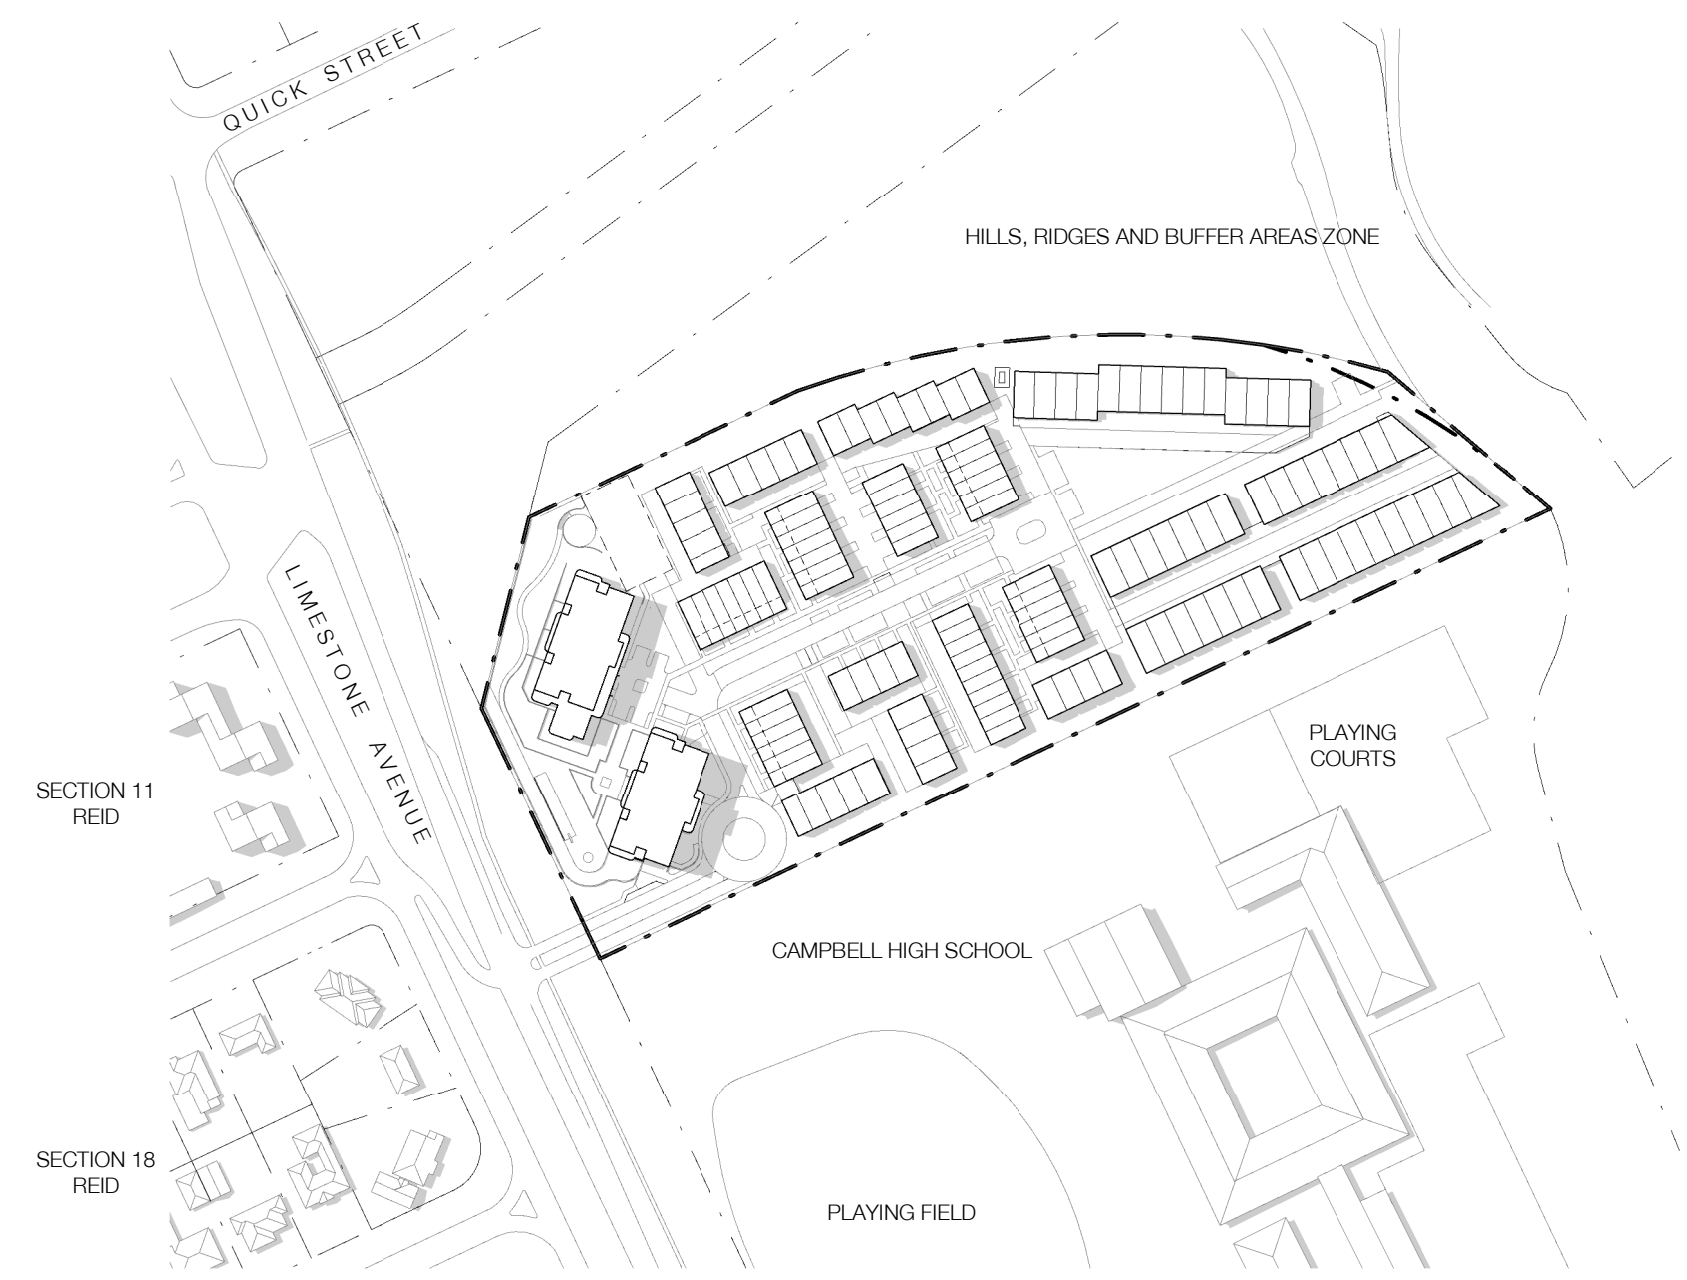 QUICK STREET
HILLS, RIDGES AND BUFFER AREAS ZONE
LIMESTONE AVENUE
PLAYING
COURTS
SECTION 11
REID
CAMPBELL HIGH SCHOOL
SECTION 18
REID
PLAYING FIELD